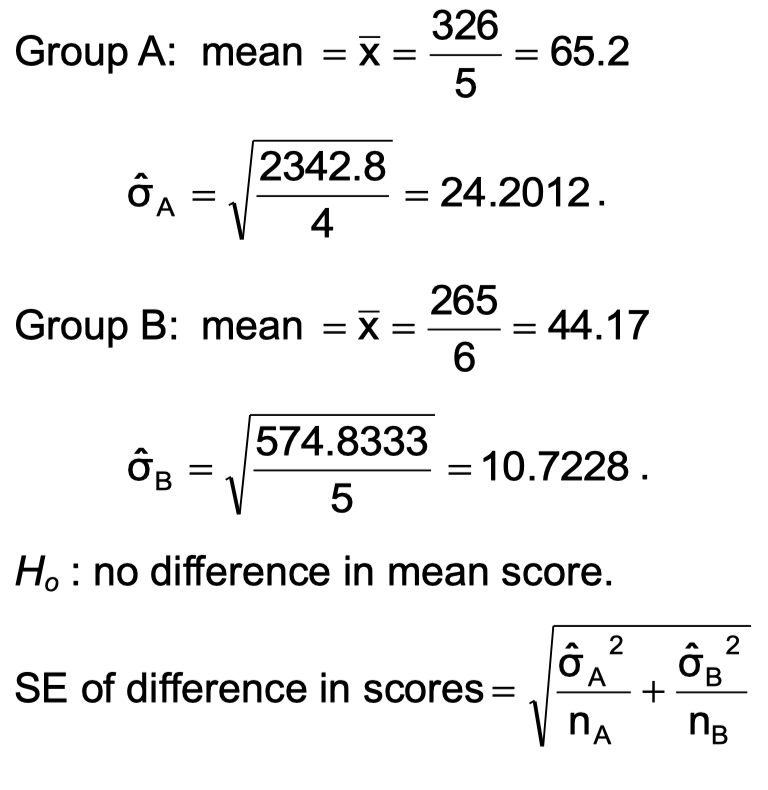 Group A: mean = x̄ = 326/5 = 65.2
σ̂_A = √(2342.8/4) = 24.2012.
Group B: mean = x̄ = 265/6 = 44.17
σ̂_B = √(574.8333/5) = 10.7228.
H_o : no difference in mean score.
SE of difference in scores = √(σ̂_A²/n_A + σ̂_B²/n_B)